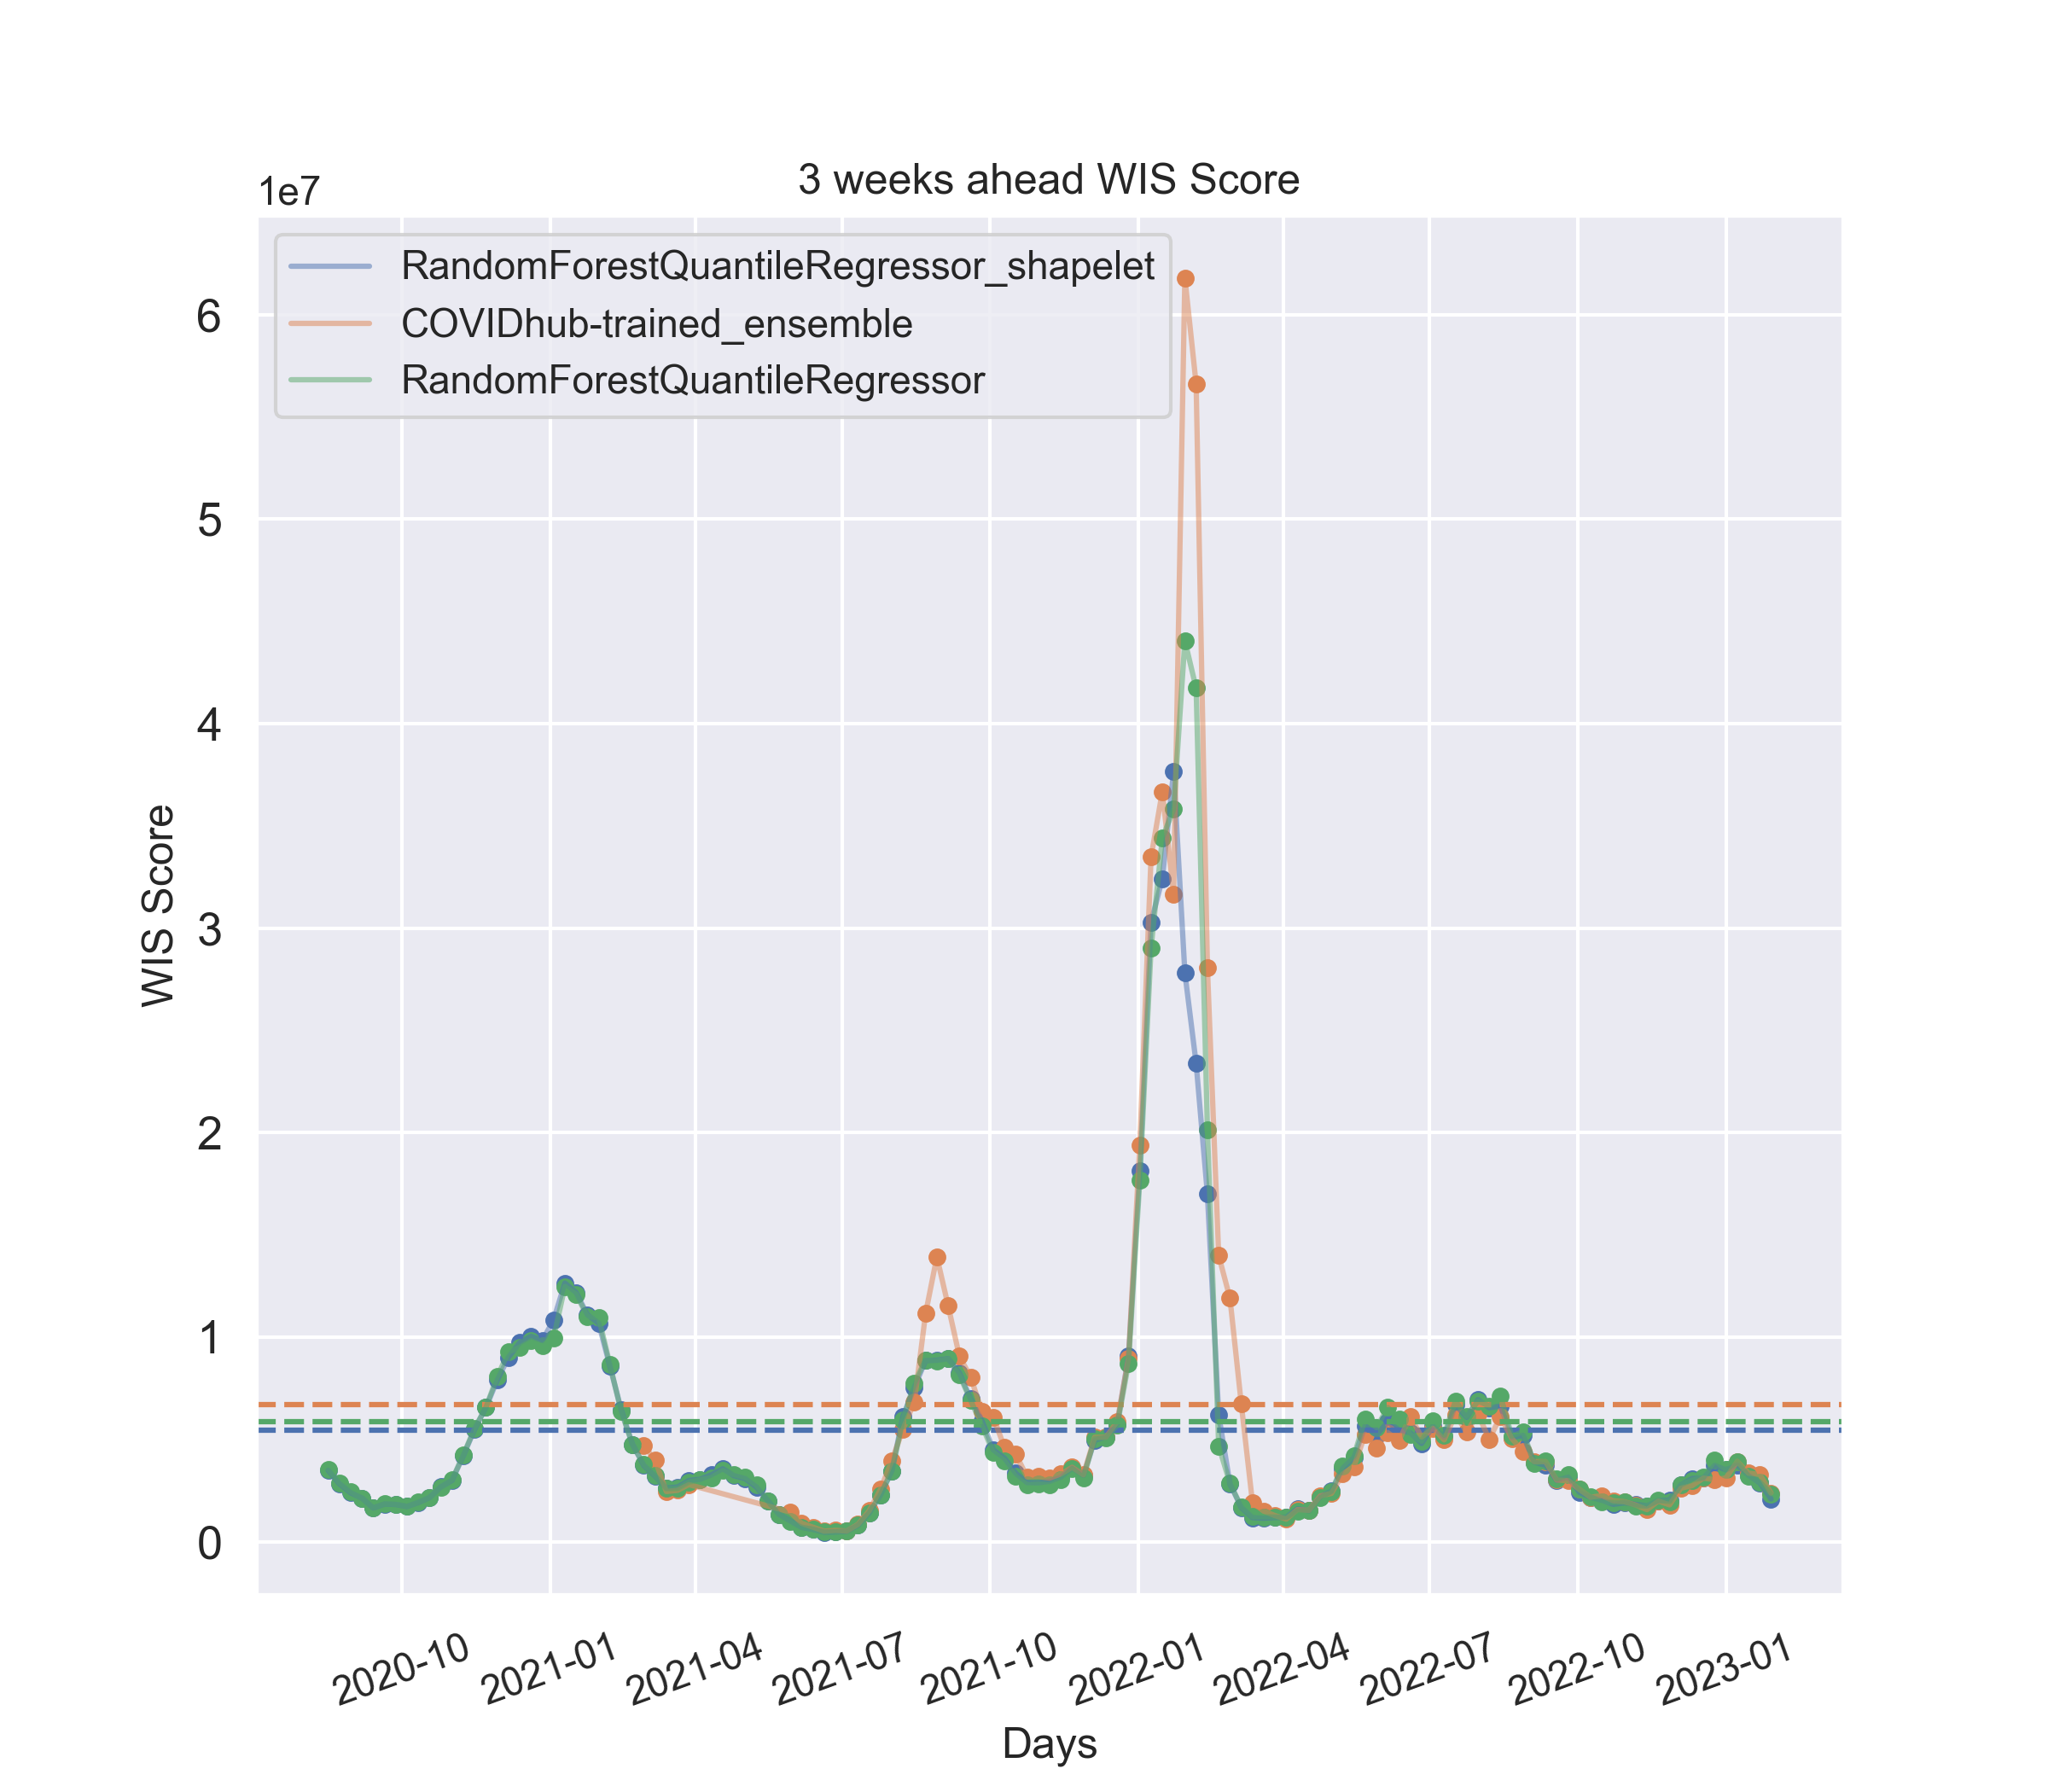 3 weeks ahead WIS Score
1e7
RandomForestQuantileRegressor_shapelet
COVIDhub-trained_ensemble
RandomForestQuantileRegressor
6
5
4
3
2
1
0
WIS Score
2020-10
2021-01
2021-04
2021-07
2021-10
2022-01
2022-04
2022-07
2022-10
2023-01
Days